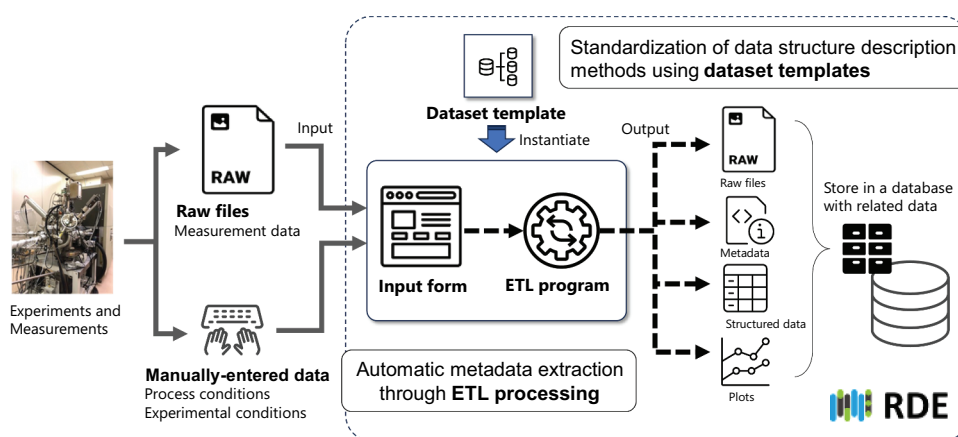 Standardization of data structure description
methods using dataset templates
Dataset template
Instantiate
Input
Output
RAW
Raw files
Measurement data
Experiments and
Measurements
Manually-entered data
Process conditions
Experimental conditions
Input form
ETL program
RAW
Raw files
Metadata
Structured data
Plots
Store in a database
with related data
Automatic metadata extraction
through ETL processing
RDE